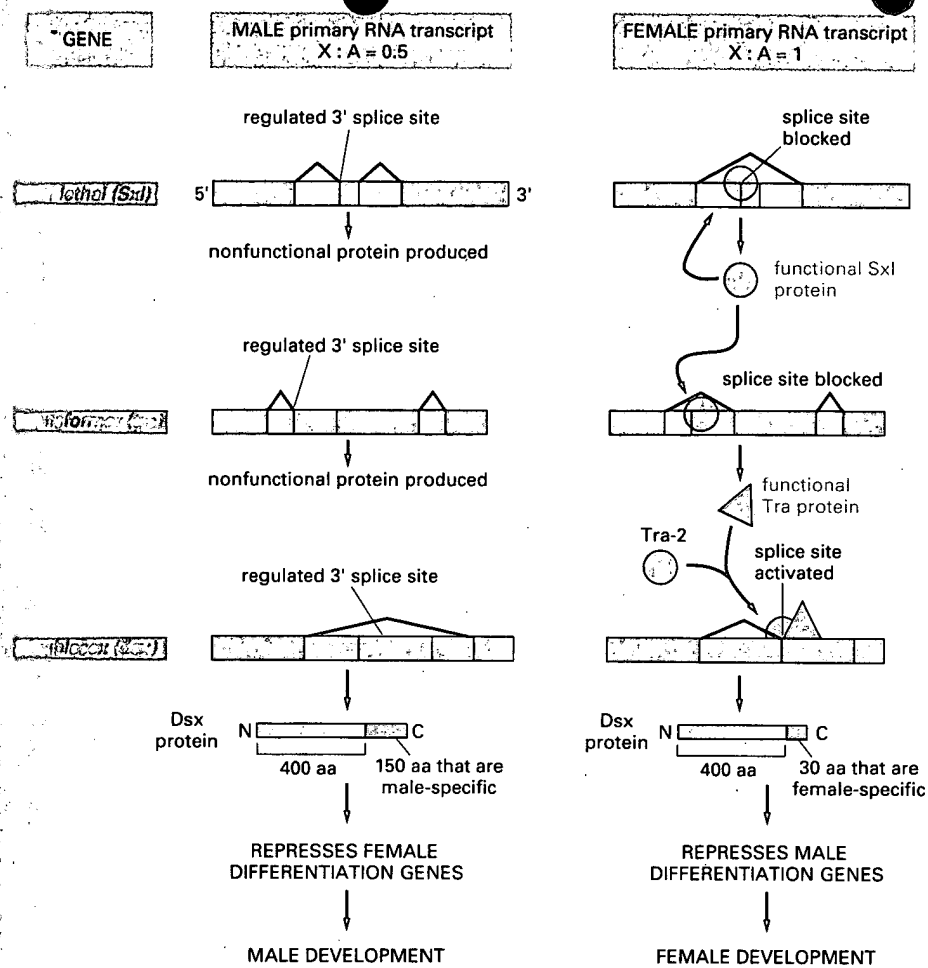 GENE
MALE primary RNA transcript
X : A = 0.5
FEMALE primary RNA transcript
X : A = 1
regulated 3' splice site
splice site
blocked
lethal (Sxl)
5'
3'
nonfunctional protein produced
functional Sxl
protein
regulated 3' splice site
splice site blocked
nonfunctional protein produced
functional
Tra protein
Tra-2
splice site
activated
regulated 3' splice site
Dsx
protein
N
C
400 aa
150 aa that are
male-specific
Dsx
protein
N
C
400 aa
30 aa that are
female-specific
REPRESSES FEMALE
DIFFERENTIATION GENES
REPRESSES MALE
DIFFERENTIATION GENES
MALE DEVELOPMENT
FEMALE DEVELOPMENT